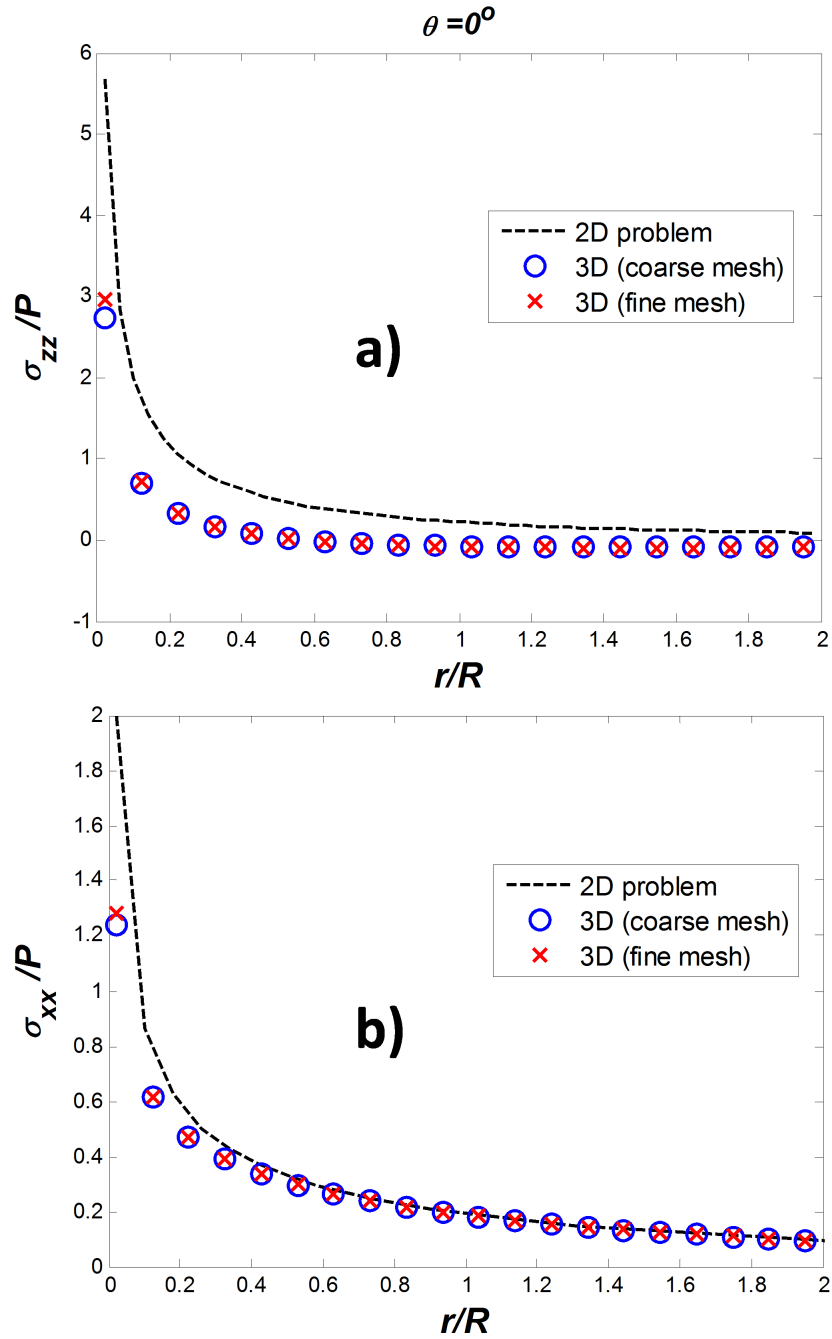 θ =0°
6
5
4
3
2
1
0
-1
σzz/P
2D problem
3D (coarse mesh)
3D (fine mesh)
a)
0 0.2 0.4 0.6 0.8 1 1.2 1.4 1.6 1.8 2
r/R
2
1.8
1.6
1.4
1.2
1
0.8
0.6
0.4
0.2
0
σxx/P
2D problem
3D (coarse mesh)
3D (fine mesh)
b)
0 0.2 0.4 0.6 0.8 1 1.2 1.4 1.6 1.8 2
r/R